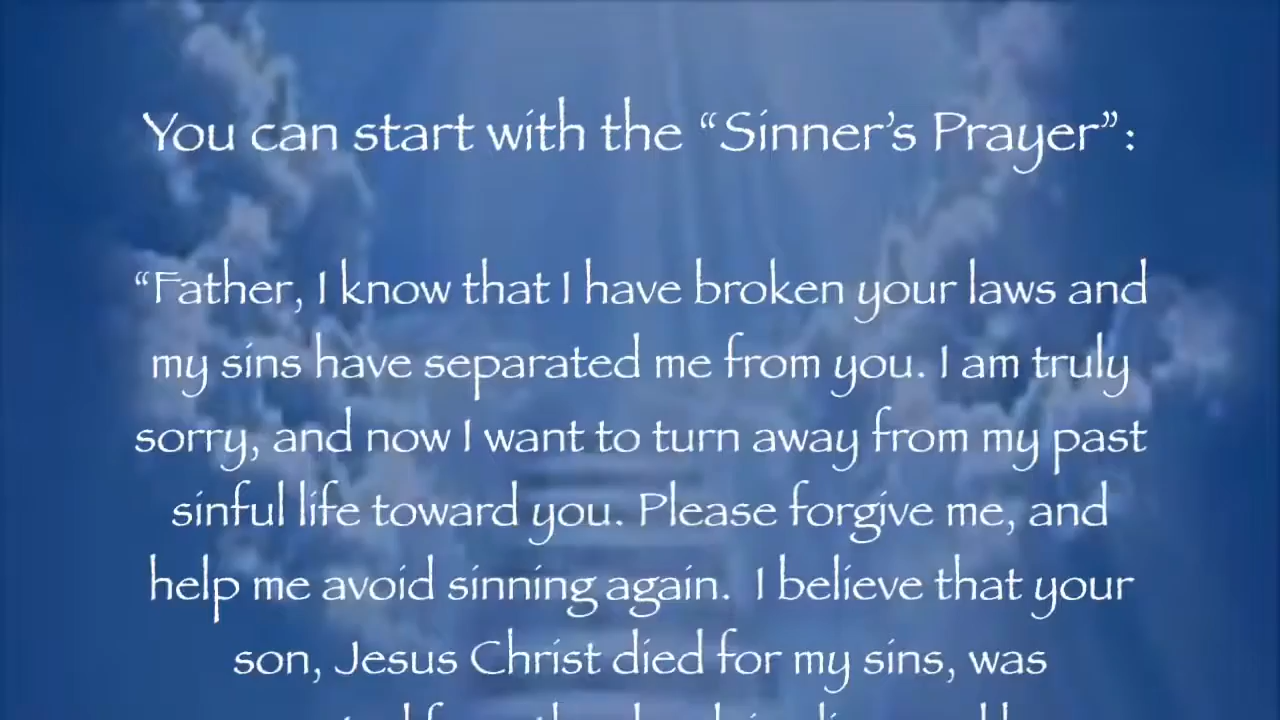 You can start with the “Sinner’s Prayer”:
“Father, I know that I have broken your laws and
my sins have separated me from you. I am truly
sorry, and now I want to turn away from my past
sinful life toward you. Please forgive me, and
help me avoid sinning again.  I believe that your
son, Jesus Christ died for my sins, was